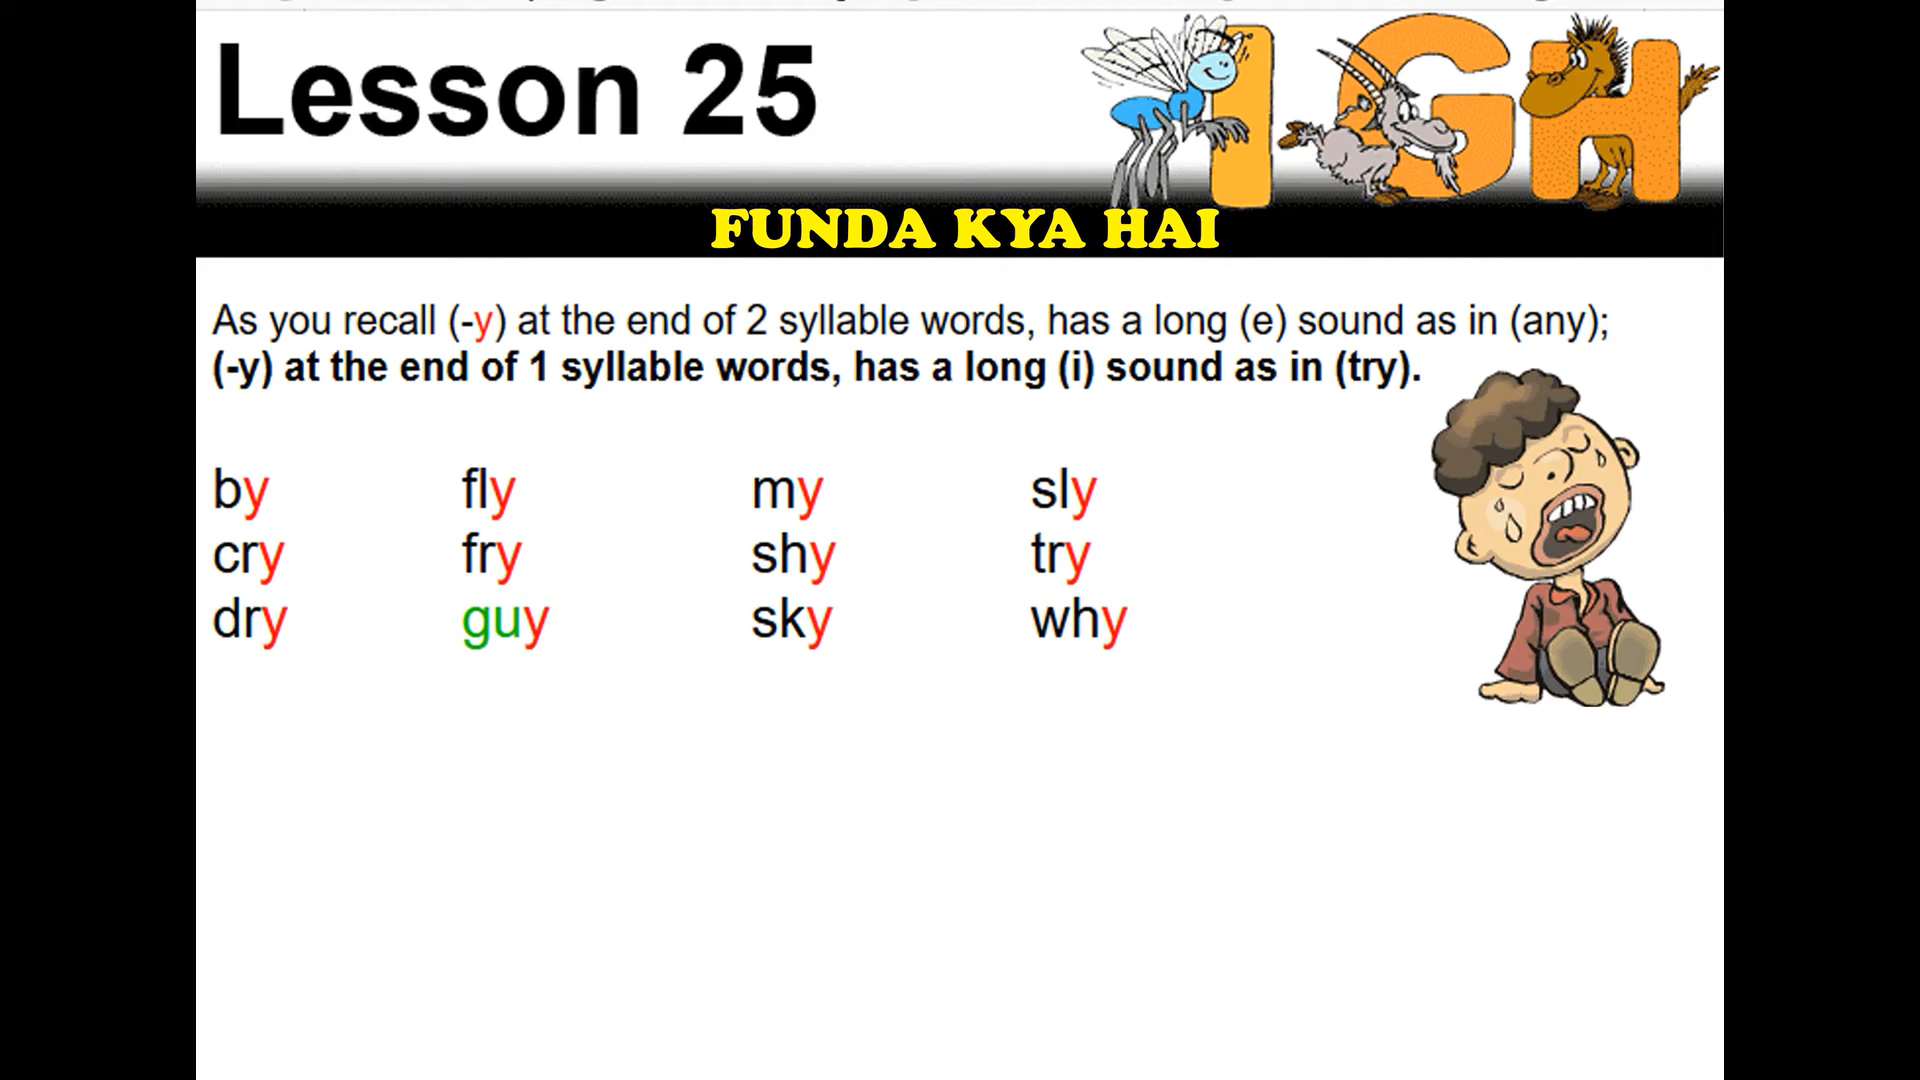 Lesson 25
IGH
FUNDA KYA HAI
As you recall (-y) at the end of 2 syllable words, has a long (e) sound as in (any);
(-y) at the end of 1 syllable words, has a long (i) sound as in (try).
by fly my sly
cry fry shy try
dry guy sky why